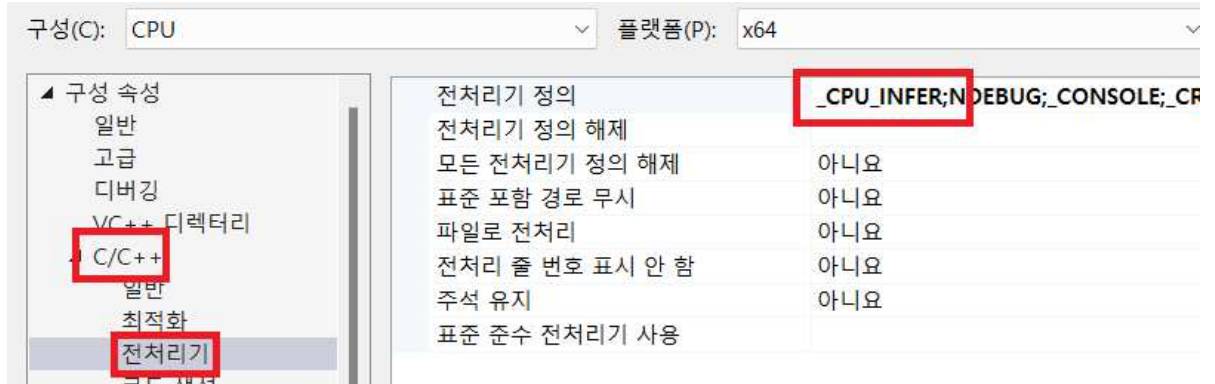 구성(C): CPU 플랫폼(P): x64
구성 속성
일반
고급
디버깅
VC++ 디렉터리
C/C++
일반
최적화
전처리기
전처리기 정의 _CPU_INFER;NDEBUG;_CONSOLE;_CR
전처리기 정의 해제
모든 전처리기 정의 해제 아니요
표준 포함 경로 무시 아니요
파일로 전처리 아니요
전처리 줄 번호 표시 안 함 아니요
주석 유지 아니요
표준 준수 전처리기 사용